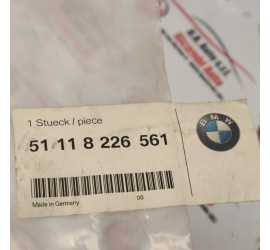 1 Stueck / piece
51 11 8 226 561
BMW
Made in Germany